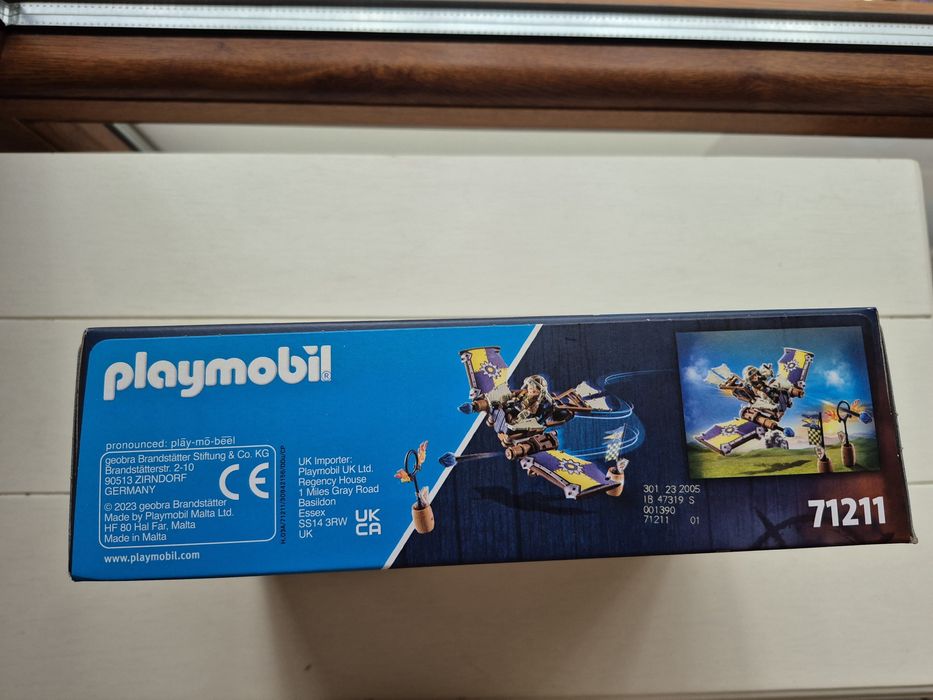 playmobil®
pronounced: plāy-mō-bēēl
geobra Brandstätter Stiftung & Co. KG
Brandstätterstr. 2-10
90513 ZIRNDORF
GERMANY
CE
© 2023 geobra Brandstätter
Made by Playmobil Malta Ltd.
HF 80 Hal Far, Malta
Made in Malta
www.playmobil.com
UK Importer:
Playmobil UK Ltd.
Regency House
1 Miles Gray Road
Basildon
Essex
SS14 3RW
UK
UK
CA
301 23 2005
18 47319 S
001390
71211 01
71211